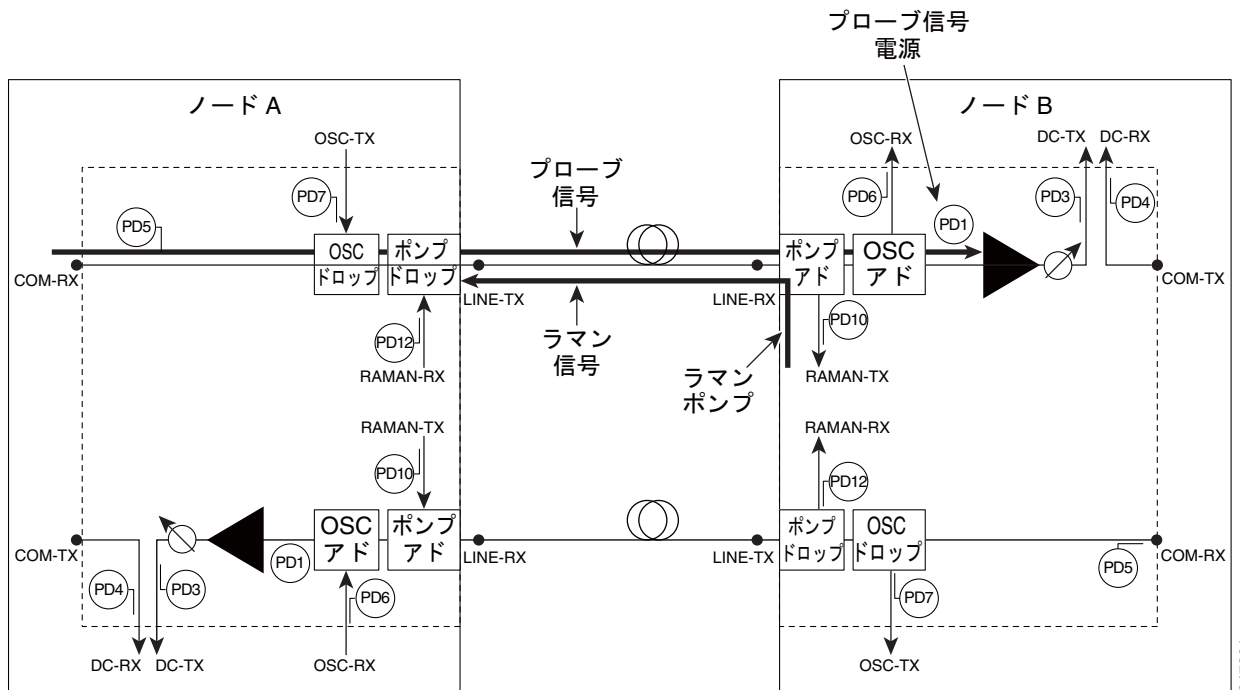 プローブ信号
電源
ノード A
ノード B
OSC-TX
OSC-RX
DC-TX
DC-RX
プローブ
信号
PD7
PD6
PD3
PD4
PD5
PD1
OSC
ドロップ
ポンプ
ドロップ
ポンプ
アド
OSC
アド
COM-RX
LINE-TX
LINE-RX
COM-TX
PD12
ラマン
信号
PD10
RAMAN-RX
ラマン
ポンプ
RAMAN-TX
RAMAN-TX
RAMAN-RX
PD10
PD12
OSC
アド
ポンプ
アド
ポンプ
ドロップ
OSC
ドロップ
COM-TX
PD1
LINE-RX
LINE-TX
PD5
COM-RX
PD4
PD3
PD6
PD7
DC-RX
DC-TX
OSC-RX
OSC-TX